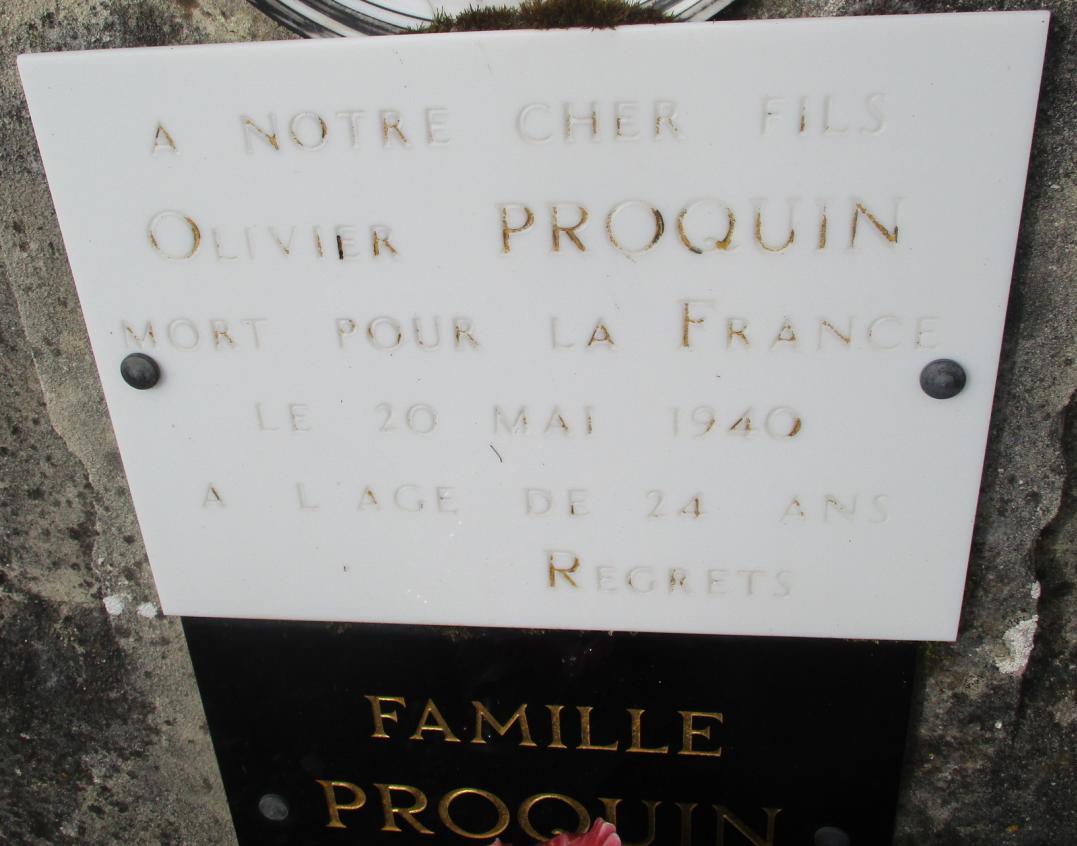 A NOTRE CHER FILS
OLIVIER PROQUIN
MORT POUR LA FRANCE
LE 20 MAI 1940
A L AGE DE 24 ANS
REGRETS
FAMILLE
PROQUIN